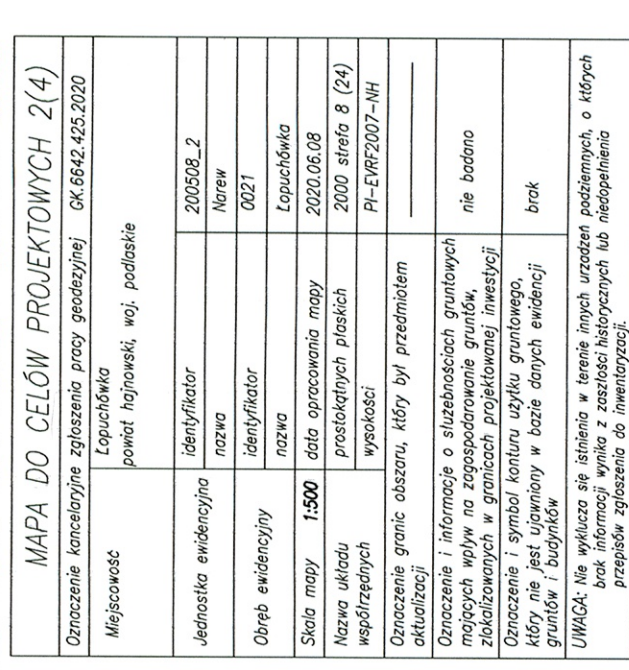 MAPA DO CELÓW PROJEKTOWYCH 2(4)
Oznaczenie kancelaryjne zgłoszenia pracy geodezyjnej GK.6642.425.2020
Miejscowość
Łopuchówka
powiat hajnowski, woj. podlaskie
Jednostka ewidencyjna
identyfikator 200508_2
nazwa Narew
Obręb ewidencyjny
identyfikator 0021
nazwa Łopuchówka
Skala mapy 1:500 data opracowania mapy 2020.06.08
Nazwa układu
współrzędnych
prostokątnych płaskich 2000 strefa 8 (24)
wysokości Pl-EVRF2007-NH
Oznaczenie granic obszaru, który był przedmiotem
aktualizacji
Oznaczenie i informacje o służebnościach gruntowych
mających wpływ na zagospodarowanie gruntów,
zlokalizowanych w granicach projektowanej inwestycji
nie badano
Oznaczenie i symbol konturu użytku gruntowego,
który nie jest ujawniony w bazie danych ewidencji
gruntów i budynków
brak
UWAGA: Nie wyklucza się istnienia w terenie innych urządzeń podziemnych, o których
brak informacji wynika z zaszłości historycznych lub niedopełnienia
przepisów zgłoszenia do inwentaryzacji.